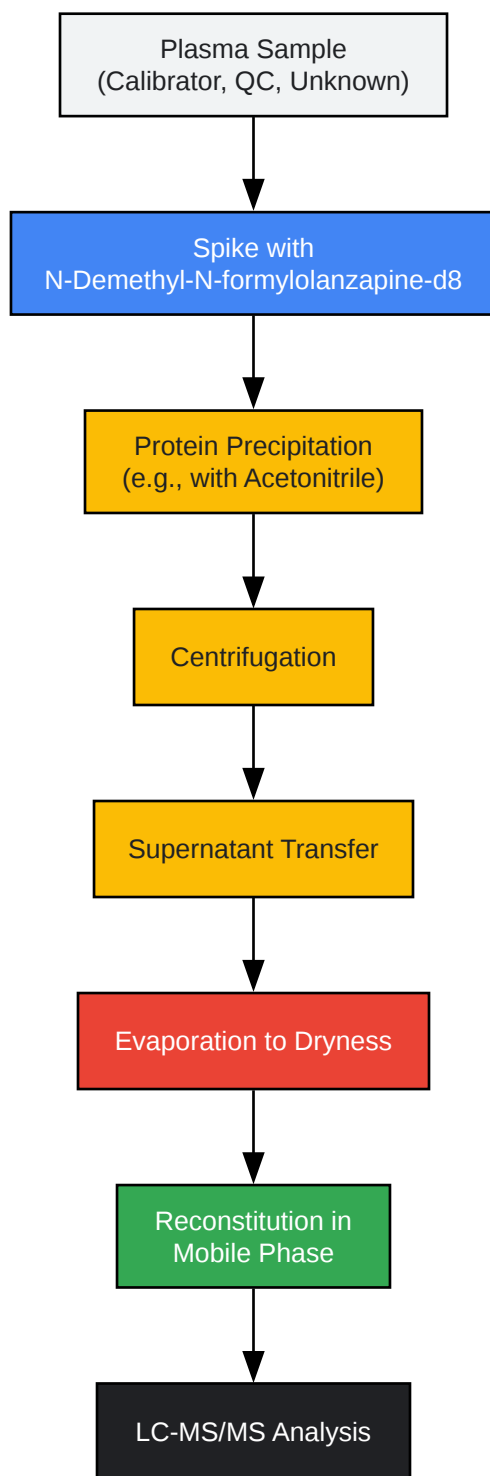 Plasma Sample
(Calibrator, QC, Unknown)
Spike with
N-Demethyl-N-formylolanzapine-d8
Protein Precipitation
(e.g., with Acetonitrile)
Centrifugation
Supernatant Transfer
Evaporation to Dryness
Reconstitution in
Mobile Phase
LC-MS/MS Analysis